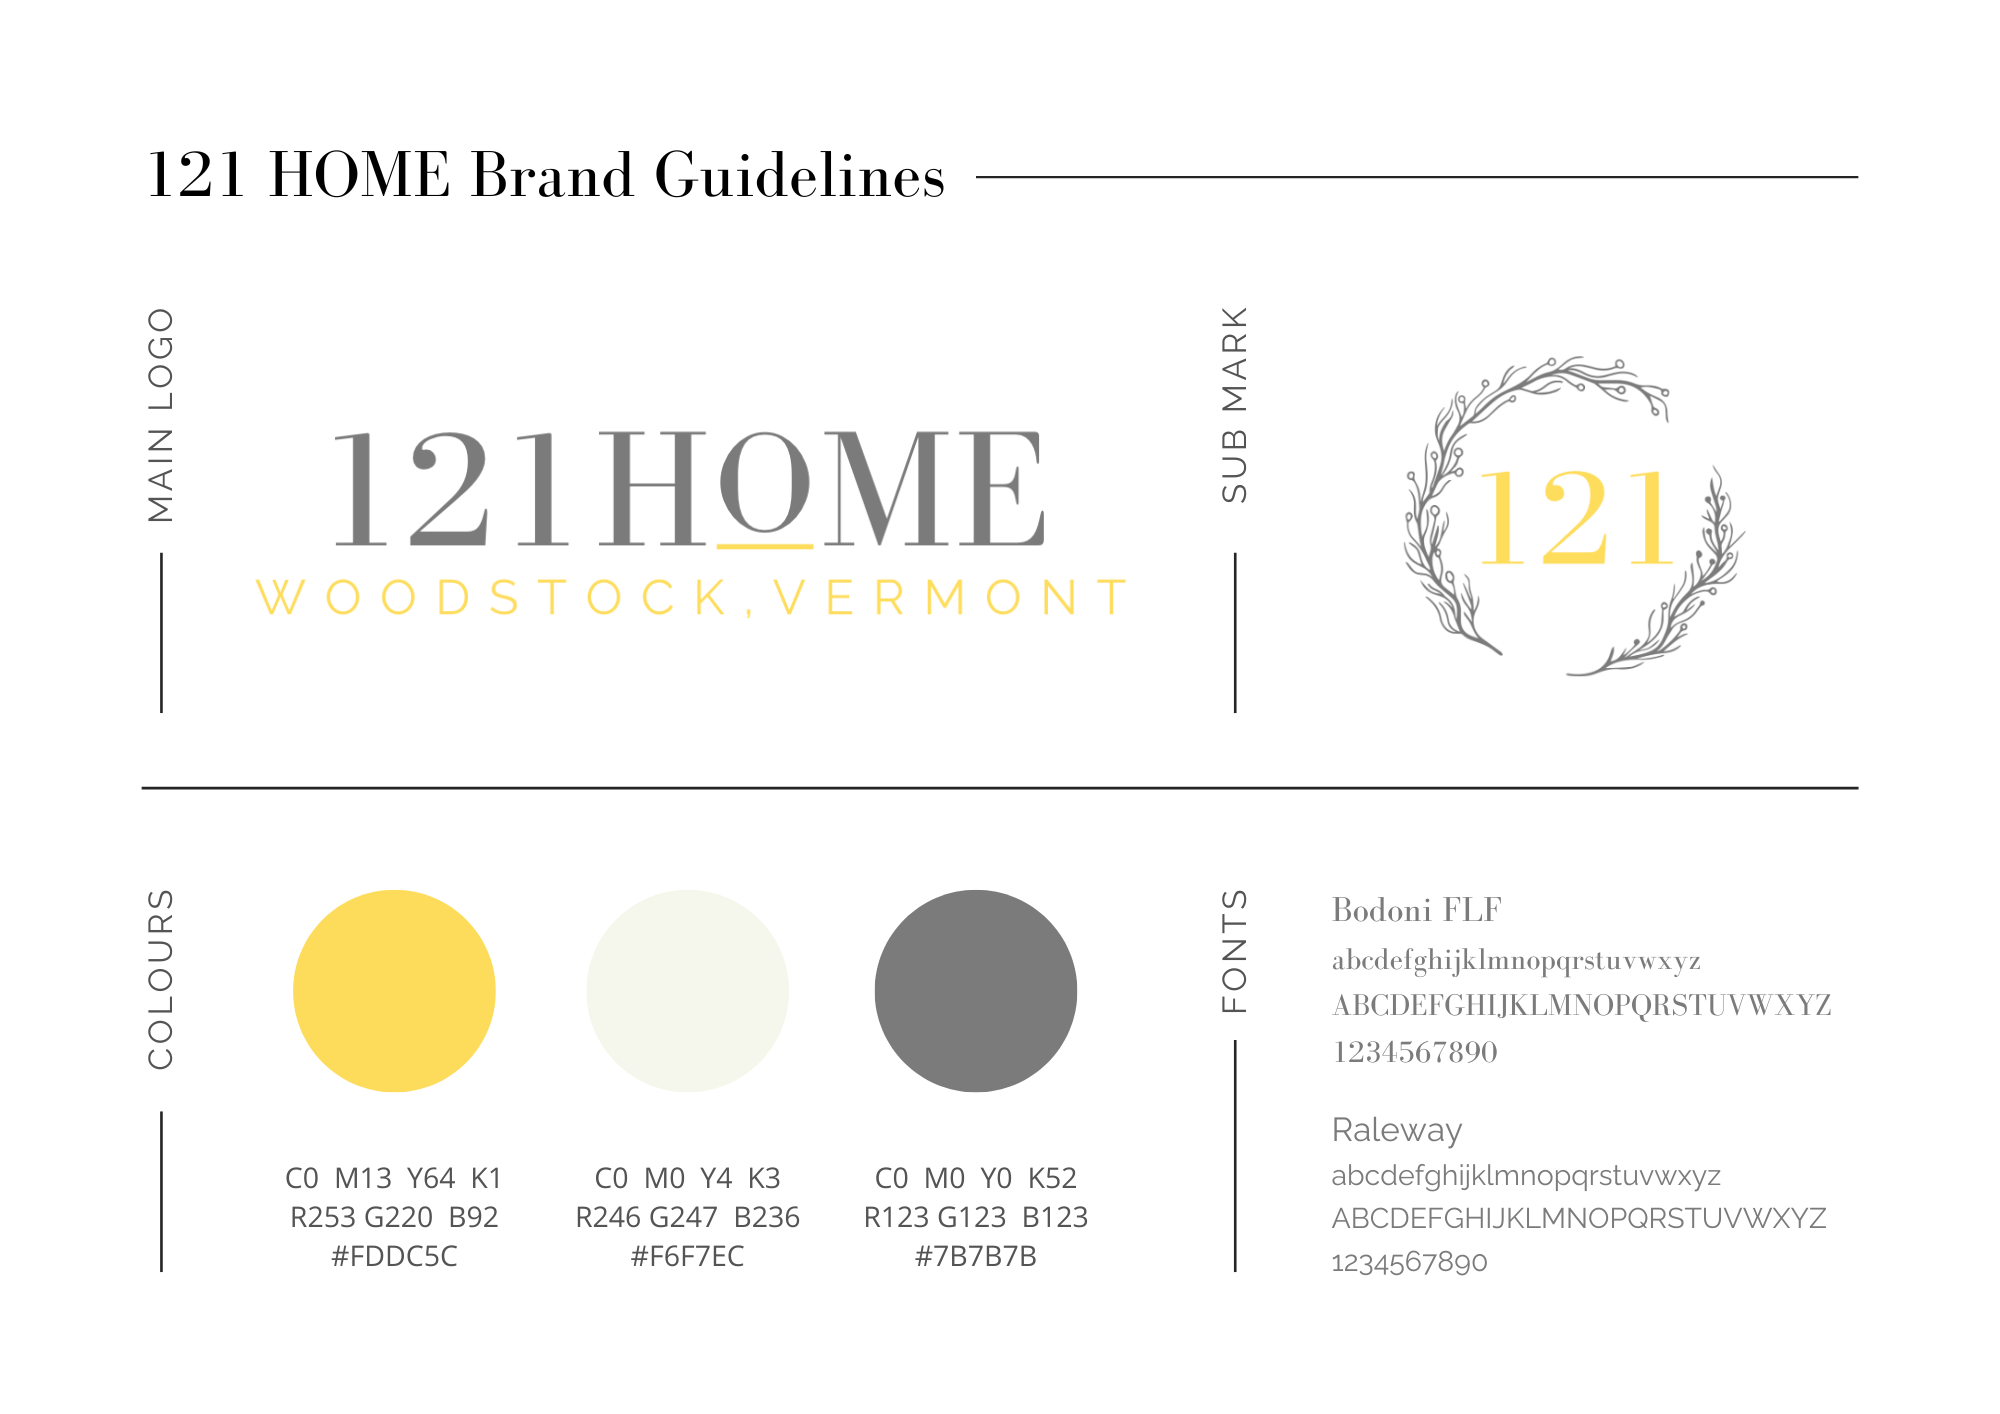 121 HOME Brand Guidelines
MAIN LOGO
121HOME
WOODSTOCK, VERMONT
SUB MARK
121
COLOURS
C0 M13 Y64 K1
R253 G220 B92
#FDDC5C
C0 M0 Y4 K3
R246 G247 B236
#F6F7EC
C0 M0 Y0 K52
R123 G123 B123
#7B7B7B
FONTS
Bodoni FLF
abcdefghijklmnopqrstuvwxyz
ABCDEFGHIJKLMNOPQRSTUVWXYZ
1234567890
Raleway
abcdefghijklmnopqrstuvwxyz
ABCDEFGHIJKLMNOPQRSTUVWXYZ
1234567890